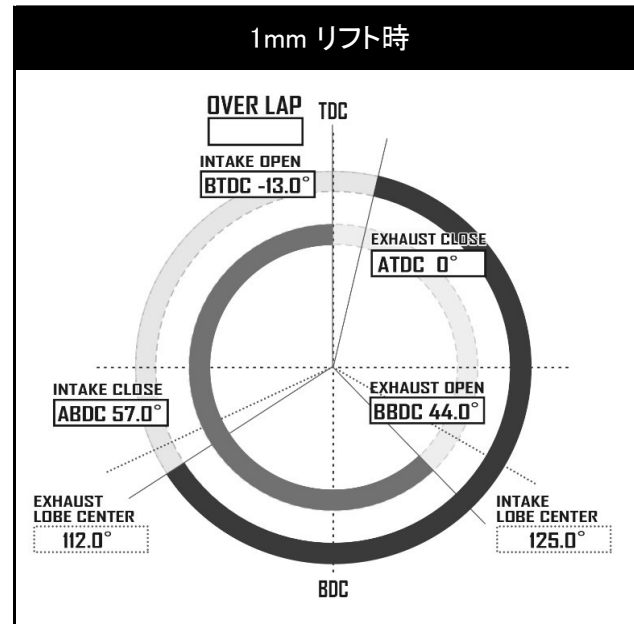 1mm リフト時
OVER LAP
TDC
INTAKE OPEN
BTDC -13.0°
EXHAUST CLOSE
ATDC 0°
INTAKE CLOSE
ABDC 57.0°
EXHAUST OPEN
BBDC 44.0°
EXHAUST
LOBE CENTER
112.0°
INTAKE
LOBE CENTER
125.0°
BDC